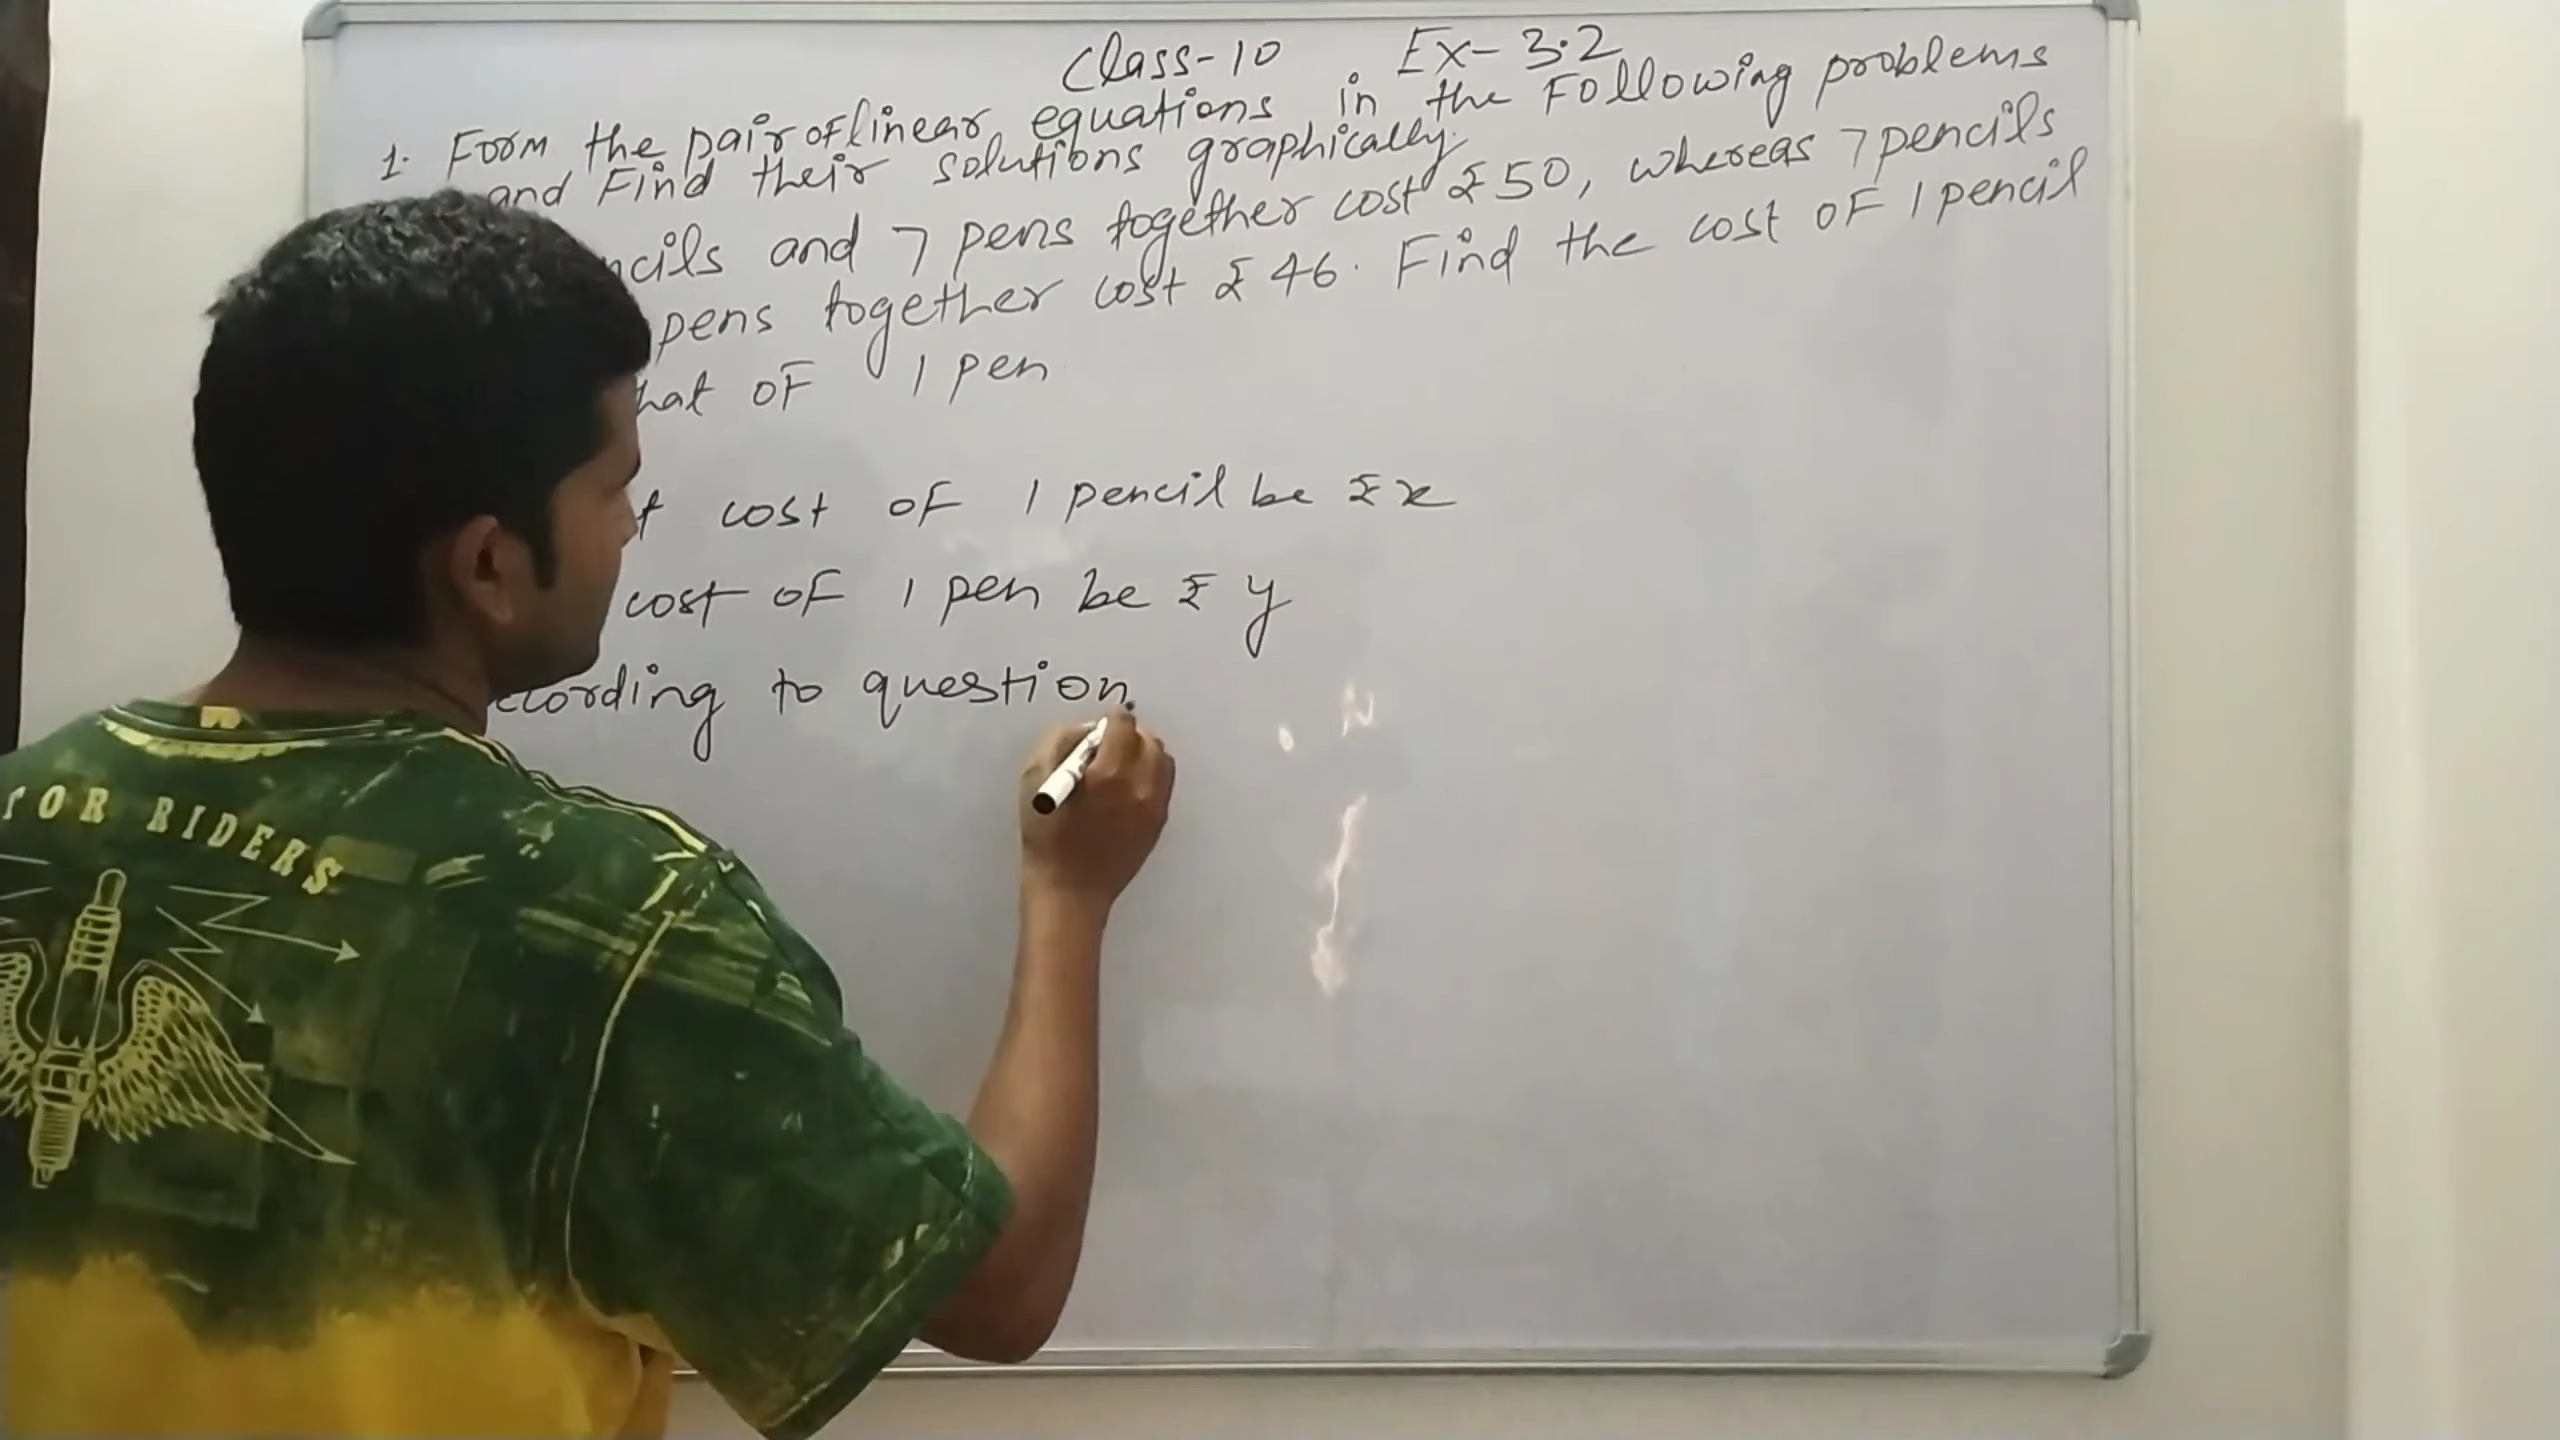 Class-10 Ex-3.2
1. Form the pair of linear equations in the Following problems
and Find their solutions graphically.
ncils and 7 pens together cost ₹50, whereas 7 pencils
pens together cost ₹46. Find the cost of 1 pencil
hat of 1 pen
t cost of 1 pencil be ₹x
cost of 1 pen be ₹ y
ccording to question,
FOR RIDERS